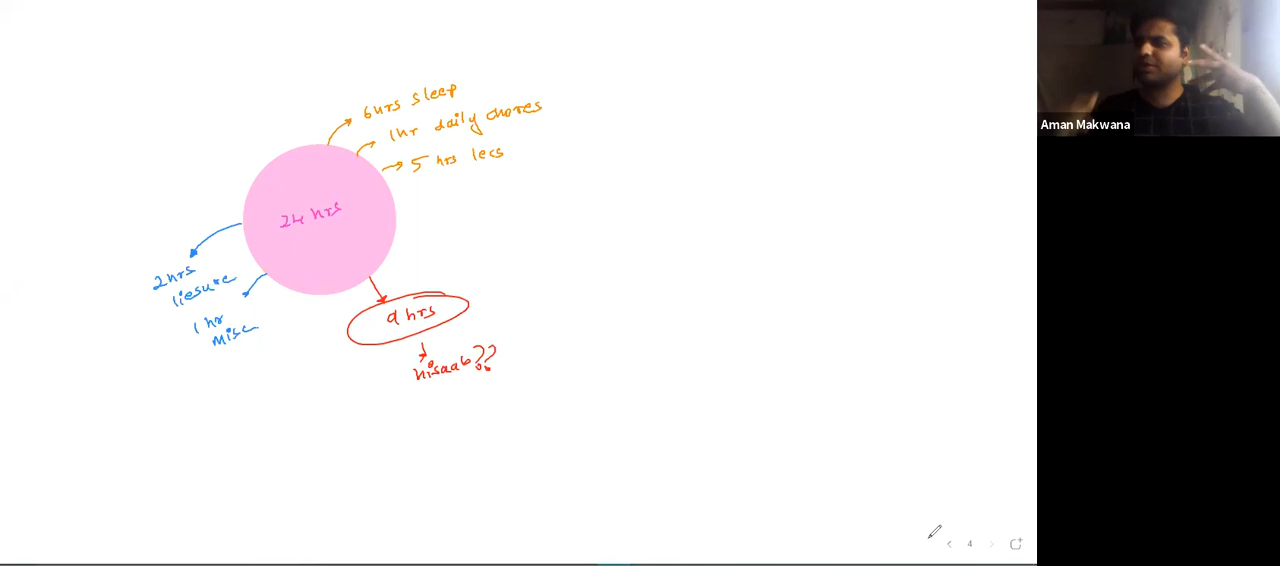 6hrs sleep
1hr daily chores
5 hrs lecs
24 hrs
2hrs
liesure
1 hr
misc
9 hrs
hisaab??
Aman Makwana
4